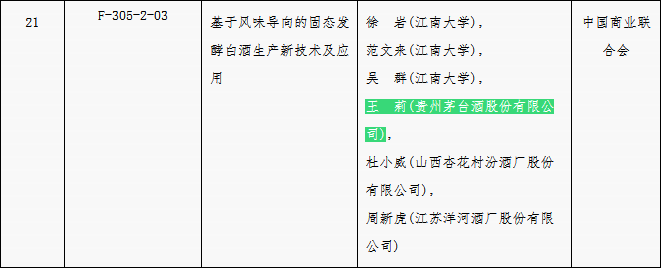 21
F-305-2-03
基于风味导向的固态发
酵白酒生产新技术及应
用
徐　岩(江南大学),
范文来(江南大学),
吴　群(江南大学),
王　莉(贵州茅台酒股份有限公
司),
杜小威(山西杏花村汾酒厂股份
有限公司),
周新虎(江苏洋河酒厂股份有限
公司)
中国商业联
合会